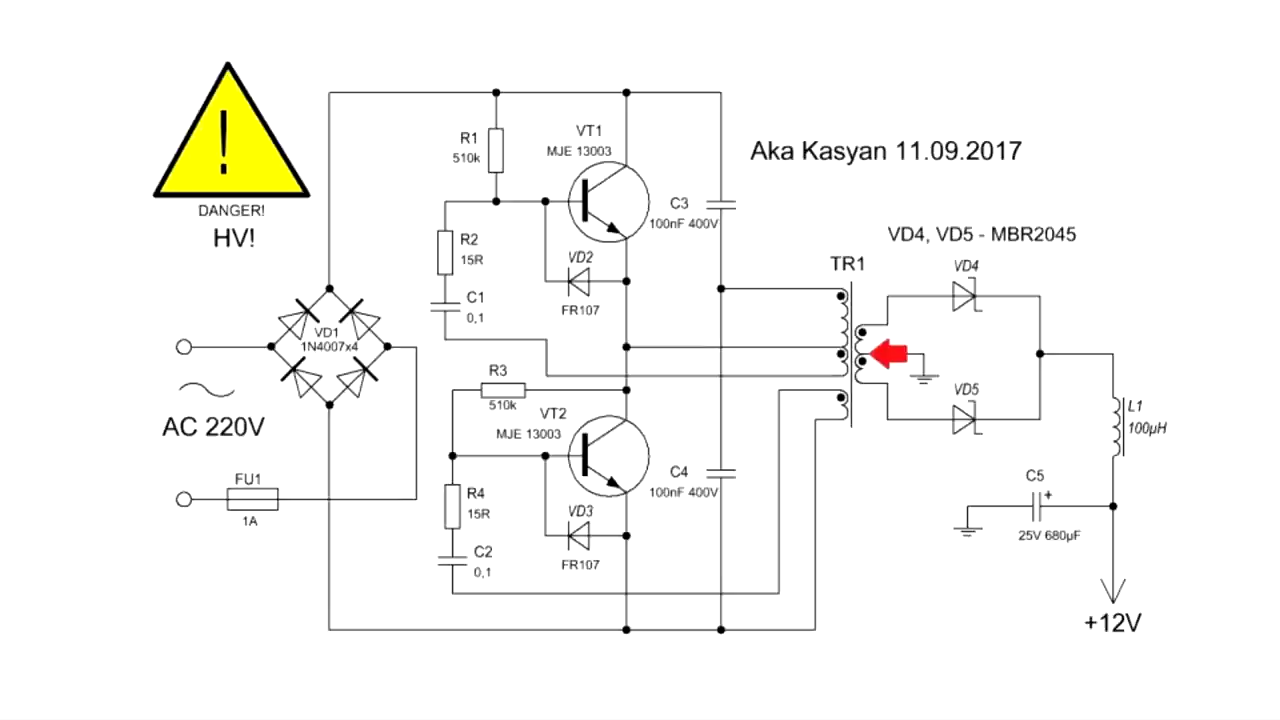 !
DANGER!
HV!
AC 220V
FU1
1A
VD1
1N4007x4
R1
510k
VT1
MJE 13003
R2
15R
C1
0,1
VD2
FR107
C3
100nF 400V
Aka Kasyan 11.09.2017
R3
510k
VT2
MJE 13003
R4
15R
C2
0,1
VD3
FR107
C4
100nF 400V
TR1
VD4, VD5 - MBR2045
VD4
VD5
L1
100µH
C5
+
25V 680µF
+12V